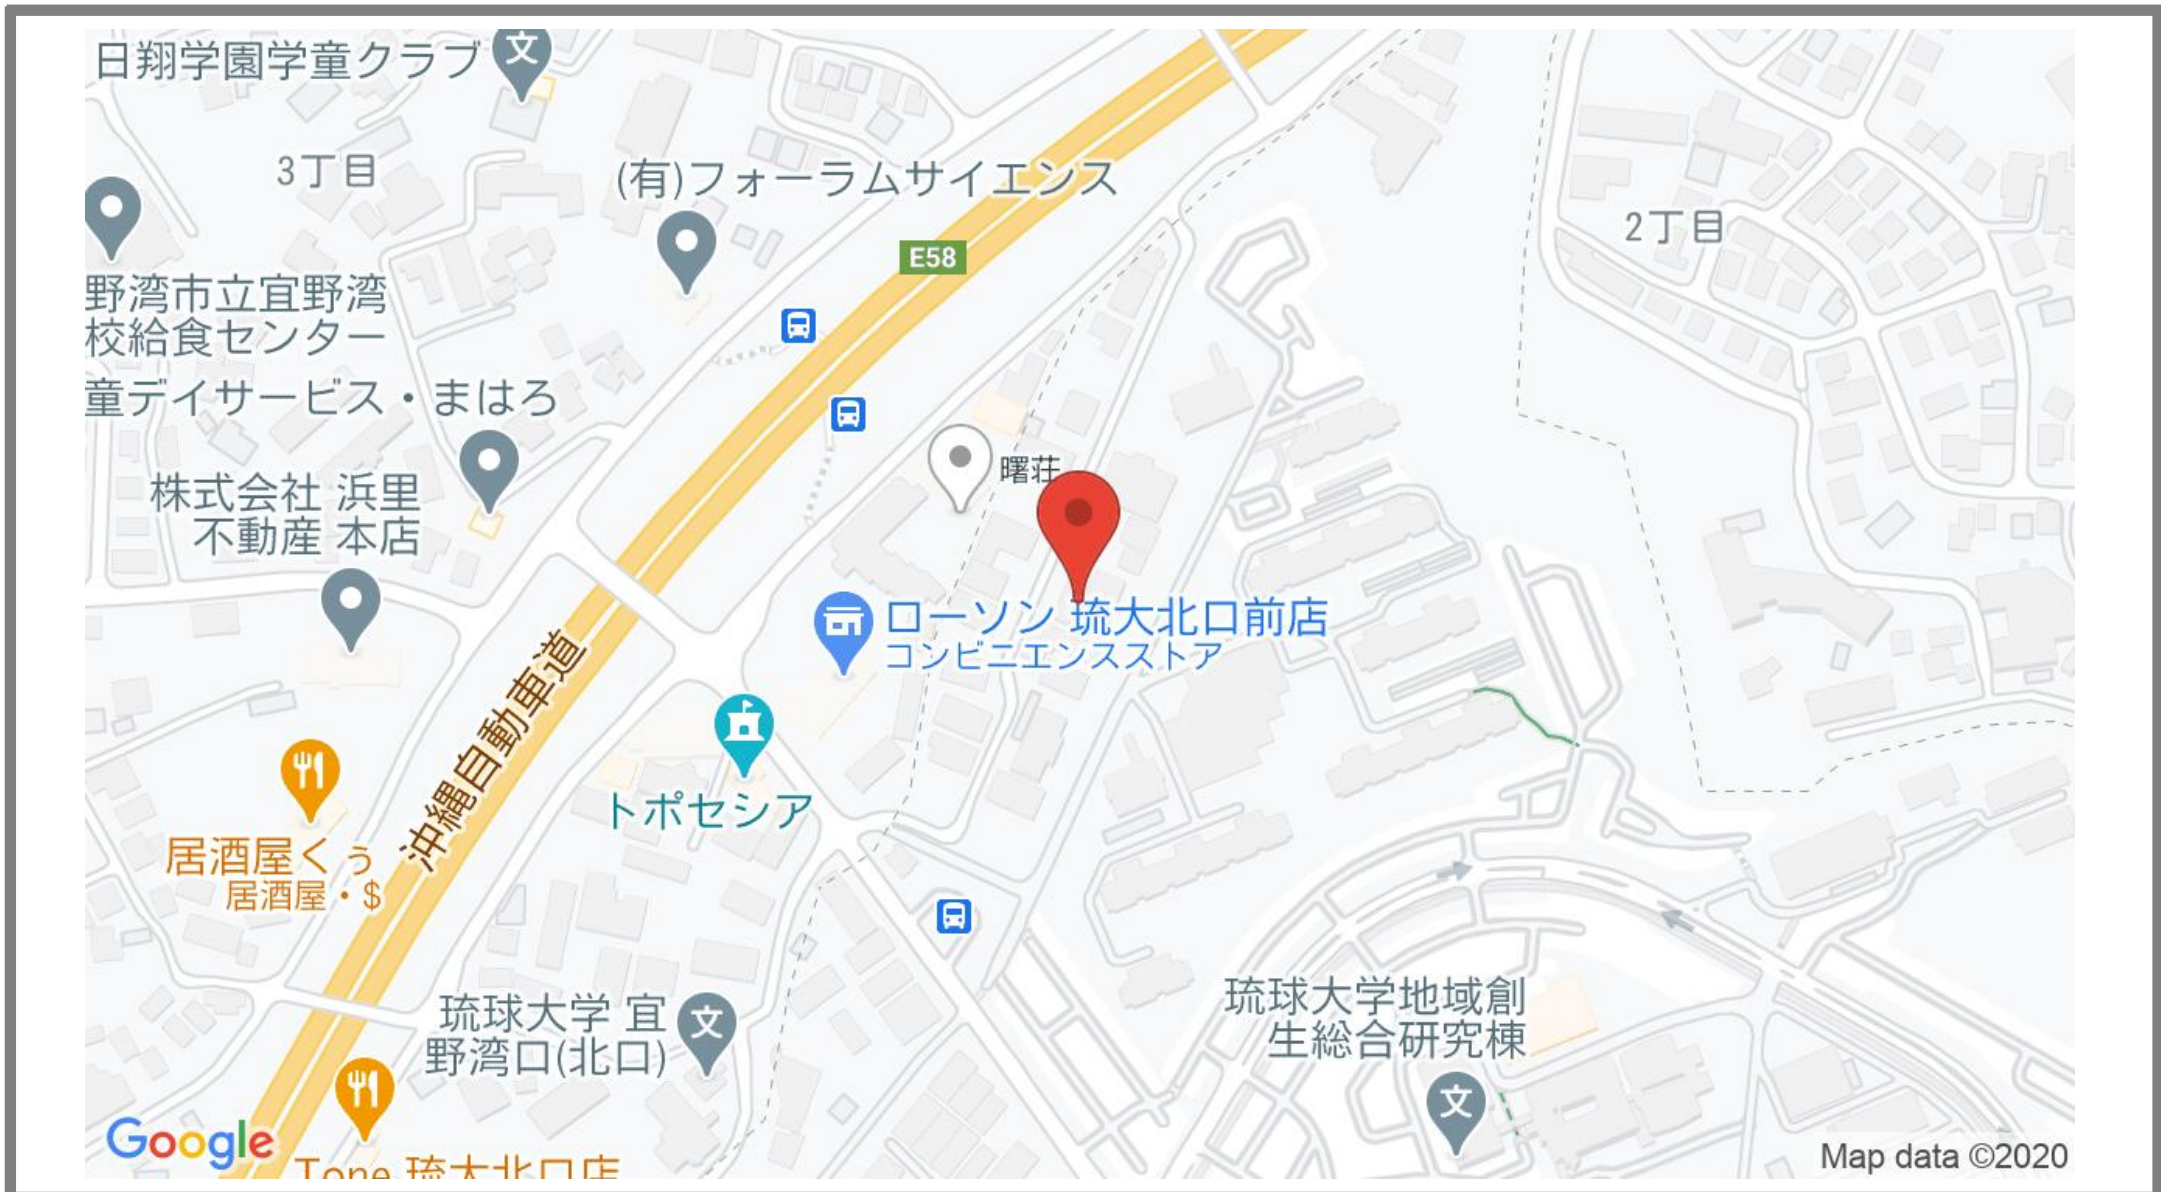 日翔学園学童クラブ
3丁目
(有)フォーラムサイエンス
2丁目
E58
野湾市立宜野湾
校給食センター
童デイサービス・まはろ
曙荘
株式会社 浜里
不動産 本店
ローソン 琉大北口前店
コンビニエンスストア
沖縄自動車道
トポセシア
居酒屋くぅ
居酒屋・$
琉球大学 宜
野湾口(北口)
琉球大学地域創
生総合研究棟
Google
Tone 琉大北口店
Map data ©2020